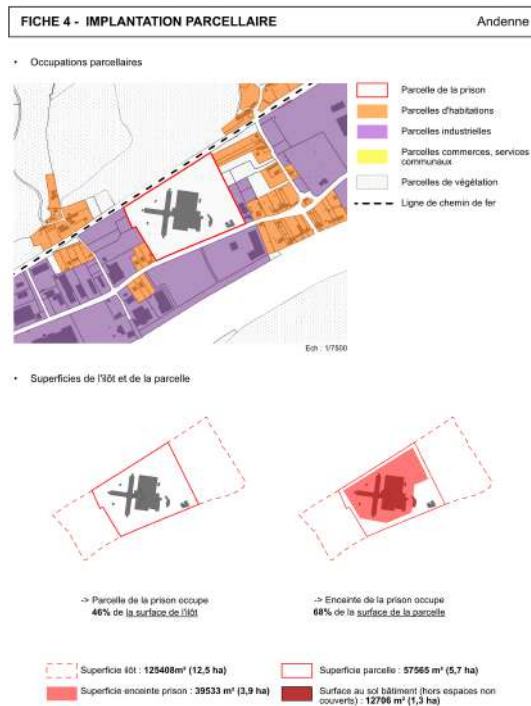 FICHE 4 - IMPLANTATION PARCELLAIRE
Andenne
• Occupations parcellaires
Parcelle de la prison
Parcelles d'habitations
Parcelles industrielles
Parcelles commerces, services
communaux
Parcelles de végétation
Ligne de chemin de fer
Ech : 1/7500
• Superficies de l'îlôt et de la parcelle
-> Parcelle de la prison occupe
46% de la surface de l'îlôt
-> Enceinte de la prison occupe
68% de la surface de la parcelle
Superficie îlôt : 125408m² (12,5 ha)
Superficie parcelle : 57565 m² (5,7 ha)
Superficie enceinte prison : 39533 m² (3,9 ha)
Surface au sol bâtiment (hors espaces non
couverts) : 12706 m² (1,3 ha)